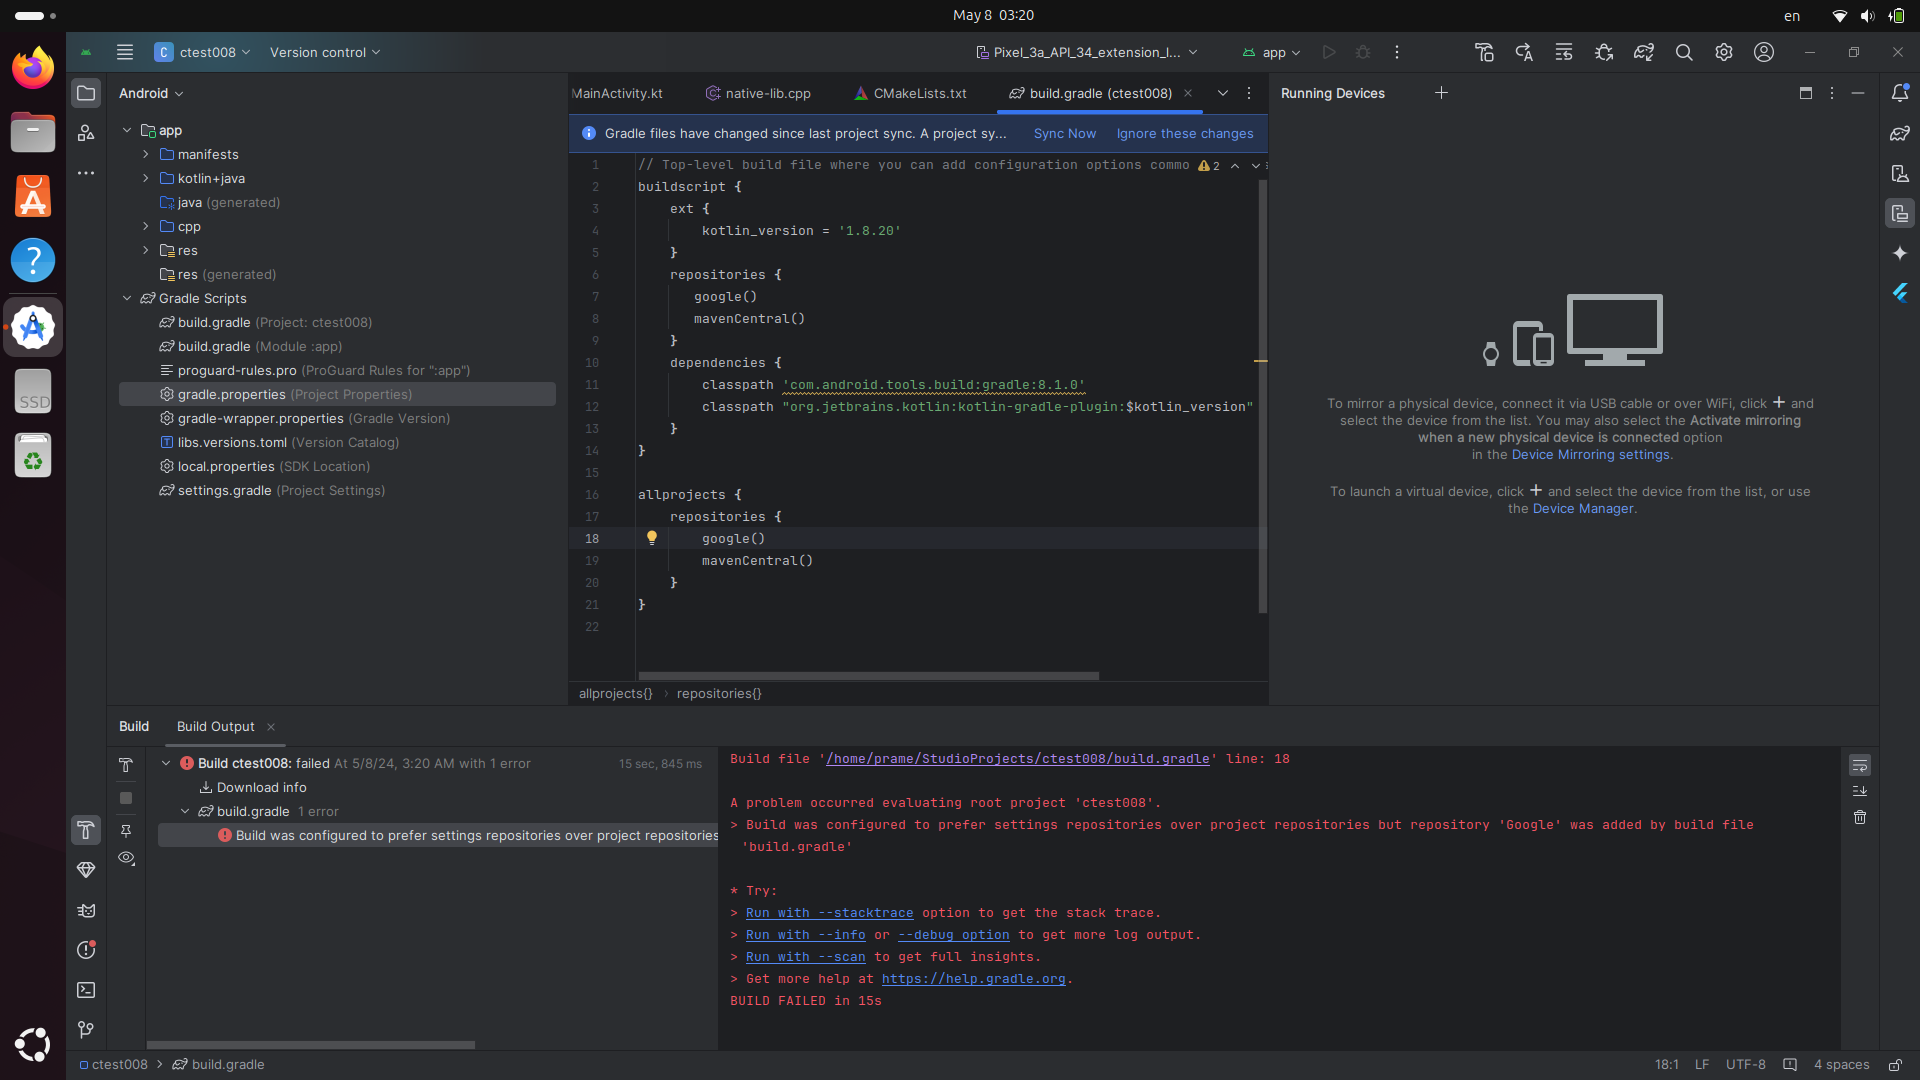 May 8 03:20
en
C ctest008
Version control
Pixel_3a_API_34_extension_l...
app
Android
MainActivity.kt
native-lib.cpp
CMakeLists.txt
build.gradle (ctest008)
Running Devices
Gradle files have changed since last project sync. A project sy...
Sync Now
Ignore these changes
app
manifests
kotlin+java
java (generated)
cpp
res
res (generated)
Gradle Scripts
build.gradle (Project: ctest008)
build.gradle (Module :app)
proguard-rules.pro (ProGuard Rules for ":app")
gradle.properties (Project Properties)
gradle-wrapper.properties (Gradle Version)
libs.versions.toml (Version Catalog)
local.properties (SDK Location)
settings.gradle (Project Settings)
SSD
1 // Top-level build file where you can add configuration options commo 2
2 buildscript {
3 ext {
4 kotlin_version = '1.8.20'
5 }
6 repositories {
7 google()
8 mavenCentral()
9 }
10 dependencies {
11 classpath 'com.android.tools.build:gradle:8.1.0'
12 classpath "org.jetbrains.kotlin:kotlin-gradle-plugin:$kotlin_version"
13 }
14 }
15
16 allprojects {
17 repositories {
18 google()
19 mavenCentral()
20 }
21 }
22
allprojects{} › repositories{}
To mirror a physical device, connect it via USB cable or over WiFi, click + and
select the device from the list. You may also select the Activate mirroring
when a new physical device is connected option
in the Device Mirroring settings.
To launch a virtual device, click + and select the device from the list, or use
the Device Manager.
Build
Build Output
Build ctest008: failed At 5/8/24, 3:20 AM with 1 error
15 sec, 845 ms
Download info
build.gradle 1 error
Build was configured to prefer settings repositories over project repositories
Build file '/home/prame/StudioProjects/ctest008/build.gradle' line: 18
A problem occurred evaluating root project 'ctest008'.
> Build was configured to prefer settings repositories over project repositories but repository 'Google' was added by build file
'build.gradle'
* Try:
> Run with --stacktrace option to get the stack trace.
> Run with --info or --debug option to get more log output.
> Run with --scan to get full insights.
> Get more help at https://help.gradle.org.
BUILD FAILED in 15s
ctest008 › build.gradle
18:1
LF
UTF-8
4 spaces